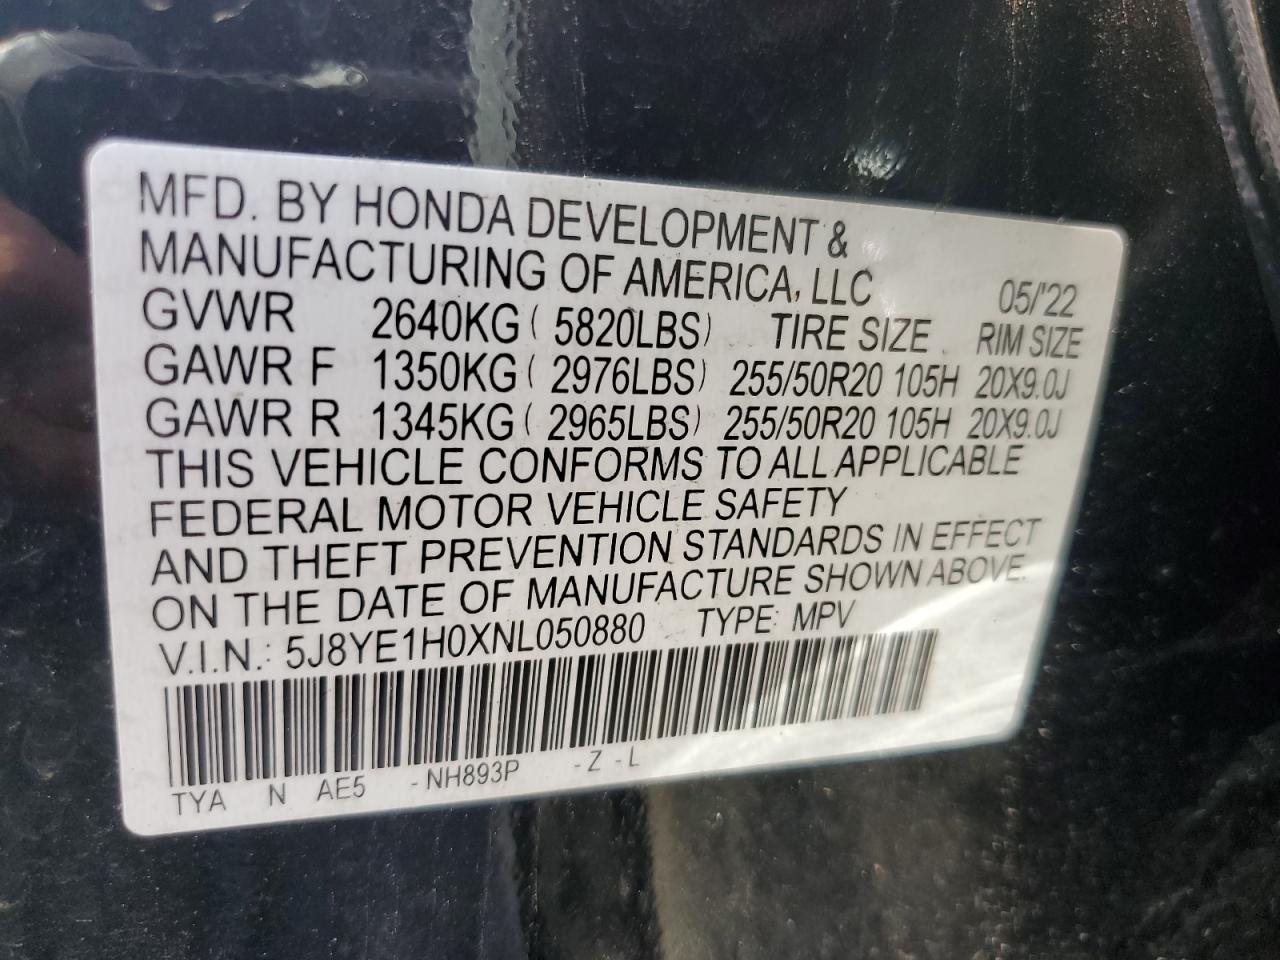 MFD. BY HONDA DEVELOPMENT &
MANUFACTURING OF AMERICA, LLC 05/'22
GVWR 2640KG ( 5820LBS) TIRE SIZE RIM SIZE
GAWR F 1350KG ( 2976LBS) 255/50R20 105H 20X9.0J
GAWR R 1345KG ( 2965LBS) 255/50R20 105H 20X9.0J
THIS VEHICLE CONFORMS TO ALL APPLICABLE
FEDERAL MOTOR VEHICLE SAFETY
AND THEFT PREVENTION STANDARDS IN EFFECT
ON THE DATE OF MANUFACTURE SHOWN ABOVE.
V.I.N.: 5J8YE1H0XNL050880 TYPE: MPV
TYA N AE5 -NH893P -Z -L